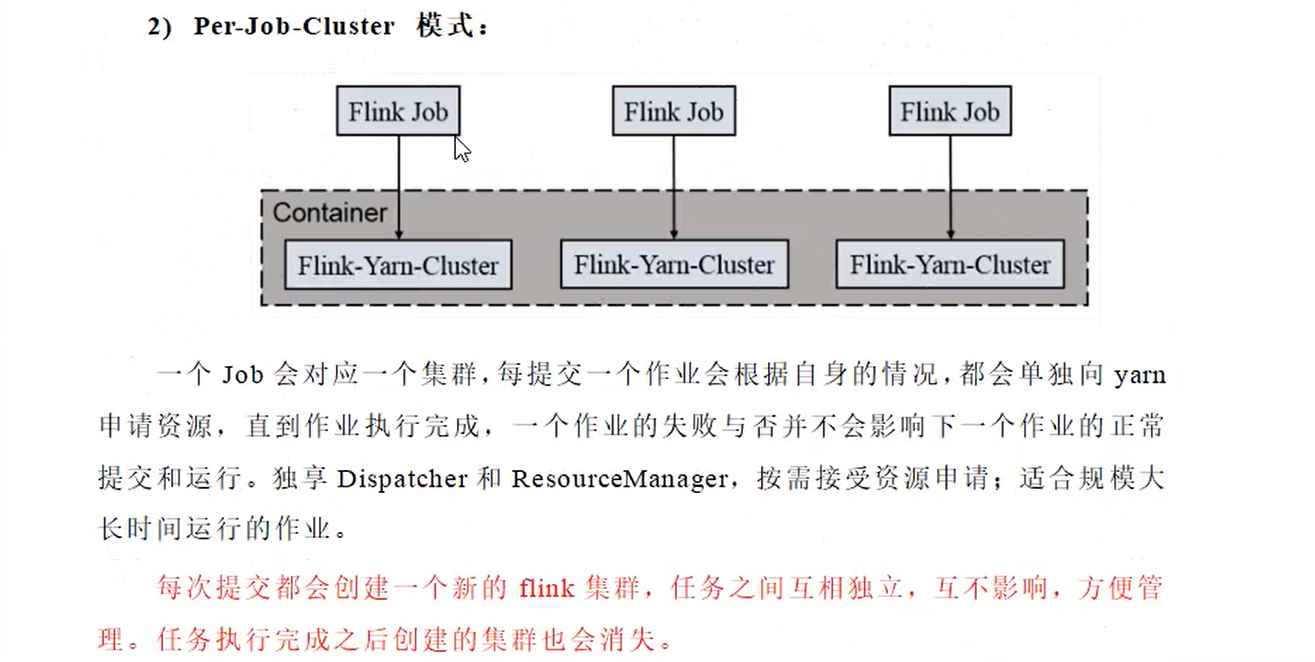 2) Per-Job-Cluster 模式：
Flink Job Flink Job Flink Job
Container
Flink-Yarn-Cluster Flink-Yarn-Cluster Flink-Yarn-Cluster
一个 Job 会对应一个集群，每提交一个作业会根据自身的情况，都会单独向 yarn
申请资源，直到作业执行完成，一个作业的失败与否并不会影响下一个作业的正常
提交和运行。独享 Dispatcher 和 ResourceManager，按需接受资源申请；适合规模大
长时间运行的作业。
每次提交都会创建一个新的 flink 集群，任务之间互相独立，互不影响，方便管
理。任务执行完成之后创建的集群也会消失。